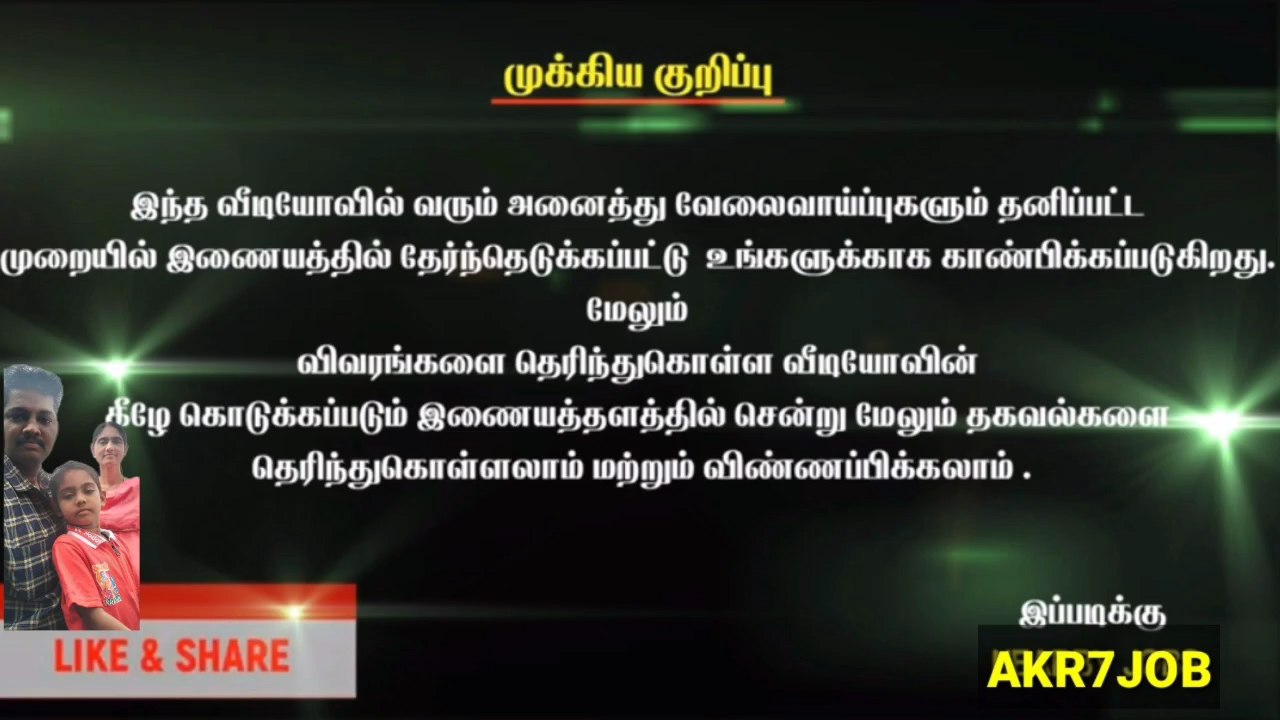 முக்கிய குறிப்பு
இந்த வீடியோவில் வரும் அனைத்து வேலைவாய்ப்புகளும் தனிப்பட்ட
முறையில் இணையத்தில் தேர்ந்தெடுக்கப்பட்டு உங்களுக்காக காண்பிக்கப்படுகிறது.
மேலும்
விவரங்களை தெரிந்துகொள்ள வீடியோவின்
கீழே கொடுக்கப்படும் இணையத்தளத்தில் சென்று மேலும் தகவல்களை
தெரிந்துகொள்ளலாம் மற்றும் விண்ணப்பிக்கலாம் .
இப்படிக்கு
LIKE & SHARE
AKR7JOB